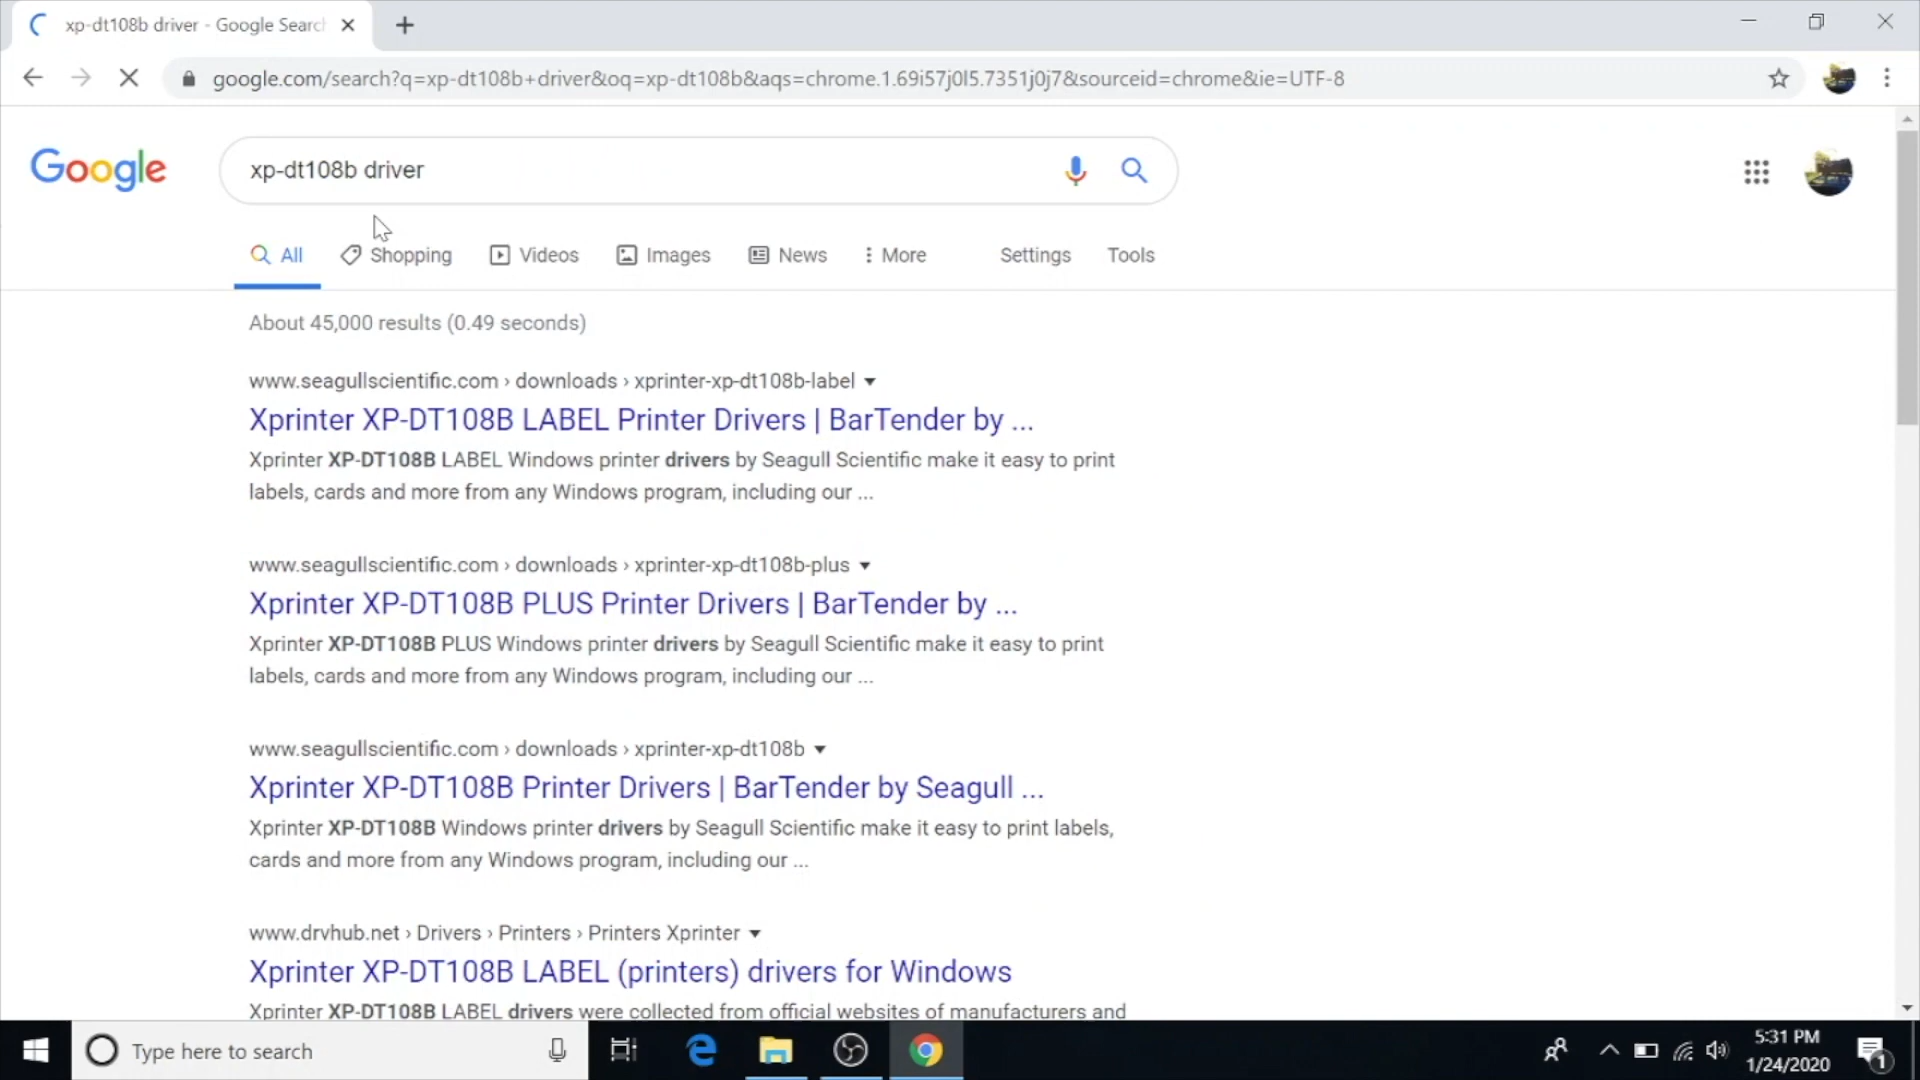 xp-dt108b driver - Google Search
google.com/search?q=xp-dt108b+driver&oq=xp-dt108b&aqs=chrome.1.69i57j0l5.7351j0j7&sourceid=chrome&ie=UTF-8
Google
xp-dt108b driver
All Shopping Videos Images News More Settings Tools
About 45,000 results (0.49 seconds)
www.seagullscientific.com › downloads › xprinter-xp-dt108b-label
Xprinter XP-DT108B LABEL Printer Drivers | BarTender by ...
Xprinter XP-DT108B LABEL Windows printer drivers by Seagull Scientific make it easy to print
labels, cards and more from any Windows program, including our ...
www.seagullscientific.com › downloads › xprinter-xp-dt108b-plus
Xprinter XP-DT108B PLUS Printer Drivers | BarTender by ...
Xprinter XP-DT108B PLUS Windows printer drivers by Seagull Scientific make it easy to print
labels, cards and more from any Windows program, including our ...
www.seagullscientific.com › downloads › xprinter-xp-dt108b
Xprinter XP-DT108B Printer Drivers | BarTender by Seagull ...
Xprinter XP-DT108B Windows printer drivers by Seagull Scientific make it easy to print labels,
cards and more from any Windows program, including our ...
www.drvhub.net › Drivers › Printers › Printers Xprinter
Xprinter XP-DT108B LABEL (printers) drivers for Windows
Xprinter XP-DT108B LABEL drivers were collected from official websites of manufacturers and
Type here to search
5:31 PM
1/24/2020
1